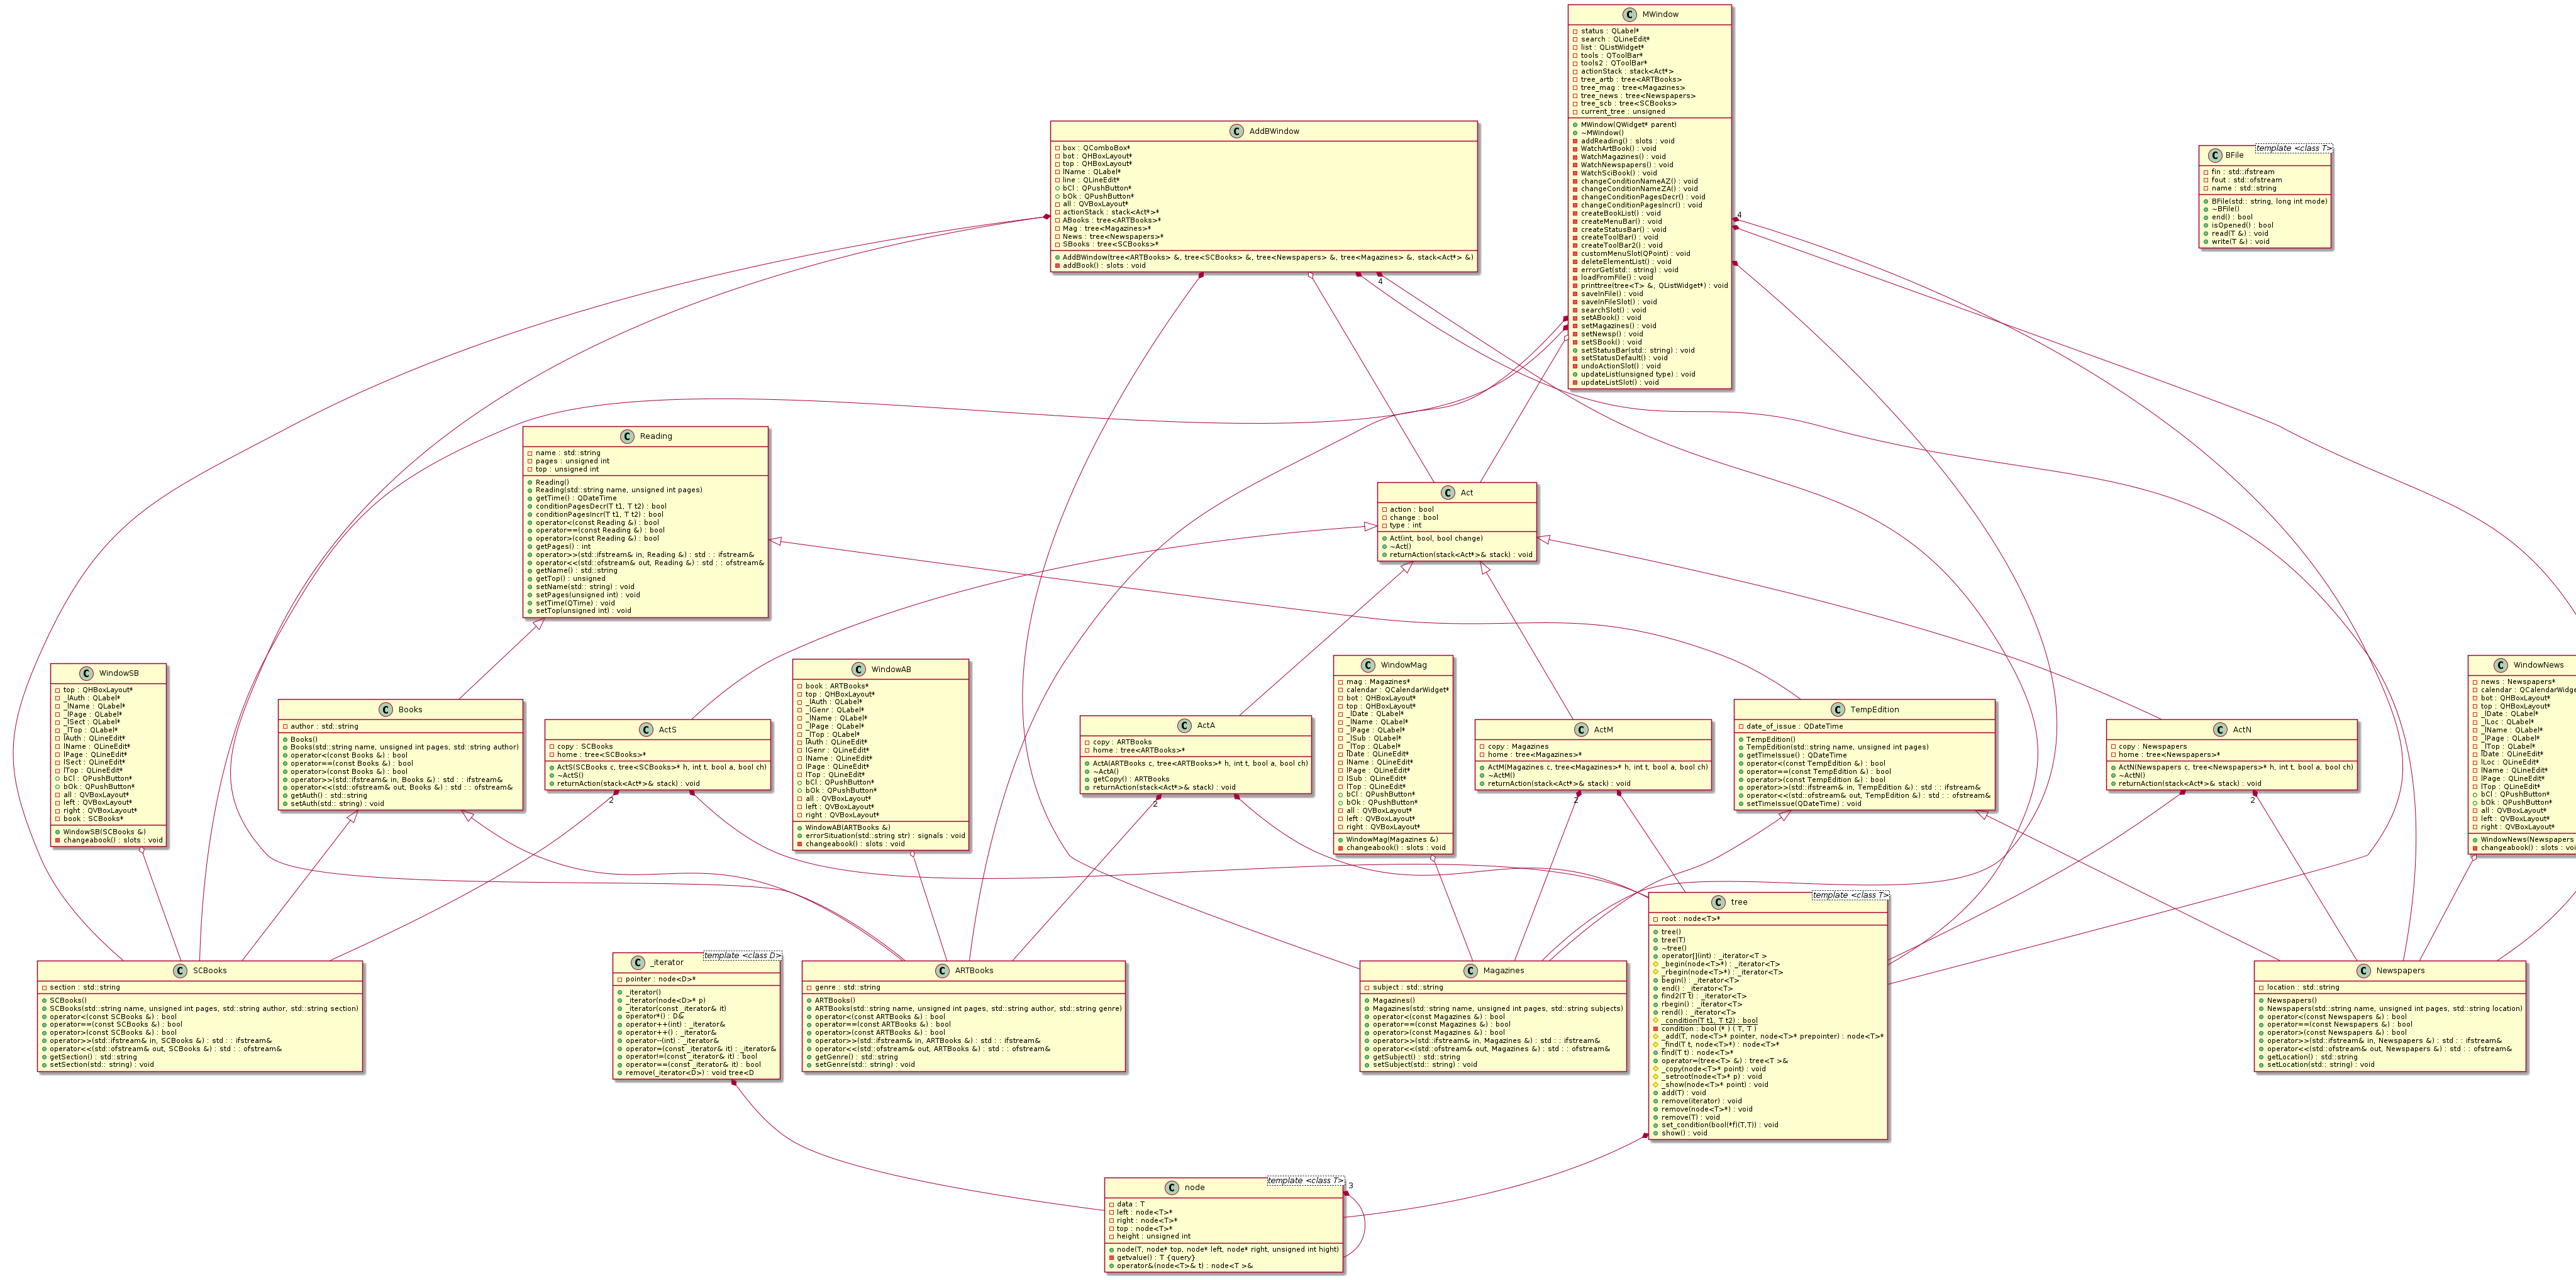 MWindow
status : QLabel*
search : QLineEdit*
list : QListWidget*
tools : QToolBar*
tools2 : QToolBar*
actionStack : stack<Act*>
tree_artb : tree<ARTBooks>
tree_mag : tree<Magazines>
tree_news : tree<Newspapers>
tree_scb : tree<SCBooks>
current_tree : unsigned
MWindow(QWidget* parent)
~MWindow()
addReading() : slots : void
WatchArtBook() : void
WatchMagazines() : void
WatchNewspapers() : void
WatchSciBook() : void
changeConditionNameAZ() : void
changeConditionNameZA() : void
changeConditionPagesDecr() : void
changeConditionPagesIncr() : void
createBookList() : void
createMenuBar() : void
createStatusBar() : void
createToolBar() : void
createToolBar2() : void
customMenuSlot(QPoint) : void
deleteElementList() : void
errorGet(std:: string) : void
loadFromFile() : void
printtree(tree<T> &, QListWidget*) : void
saveInFile() : void
saveInFileSlot() : void
searchSlot() : void
setABook() : void
setMagazines() : void
setNewsp() : void
setSBook() : void
setStatusBar(std:: string) : void
setStatusDefault() : void
undoActionSlot() : void
updateList(unsigned type) : void
updateListSlot() : void
4
AddBWindow
box : QComboBox*
bot : QHBoxLayout*
top : QHBoxLayout*
lName : QLabel*
line : QLineEdit*
bCl : QPushButton*
bOk : QPushButton*
all : QVBoxLayout*
actionStack : stack<Act*>*
ABooks : tree<ARTBooks>*
Mag : tree<Magazines>*
News : tree<Newspapers>*
SBooks : tree<SCBooks>*
AddBWindow(tree<ARTBooks> &, tree<SCBooks> &, tree<Newspapers> &, tree<Magazines> &, stack<Act*> &)
addBook() : slots : void
4
BFile
template <class T>
fin : std::ifstream
fout : std::ofstream
name : std::string
BFile(std:: string, long int mode)
~BFile()
end() : bool
isOpened() : bool
read(T &) : void
write(T &) : void
Reading
name : std::string
pages : unsigned int
top : unsigned int
Reading()
Reading(std::string name, unsigned int pages)
getTime() : QDateTime
conditionPagesDecr(T t1, T t2) : bool
conditionPagesIncr(T t1, T t2) : bool
operator<(const Reading &) : bool
operator==(const Reading &) : bool
operator>(const Reading &) : bool
getPages() : int
operator>>(std::ifstream& in, Reading &) : std : : ifstream&
operator<<(std::ofstream& out, Reading &) : std : : ofstream&
getName() : std::string
getTop() : unsigned
setName(std:: string) : void
setPages(unsigned int) : void
setTime(QTime) : void
setTop(unsigned int) : void
Act
action : bool
change : bool
type : int
Act(int, bool, bool change)
~Act()
returnAction(stack<Act*>& stack) : void
WindowSB
top : QHBoxLayout*
_lAuth : QLabel*
_lName : QLabel*
_lPage : QLabel*
_lSect : QLabel*
_lTop : QLabel*
lAuth : QLineEdit*
lName : QLineEdit*
lPage : QLineEdit*
lSect : QLineEdit*
lTop : QLineEdit*
bCl : QPushButton*
bOk : QPushButton*
all : QVBoxLayout*
left : QVBoxLayout*
right : QVBoxLayout*
book : SCBooks*
WindowSB(SCBooks &)
changeabook() : slots : void
Books
author : std::string
Books()
Books(std::string name, unsigned int pages, std::string author)
operator<(const Books &) : bool
operator==(const Books &) : bool
operator>(const Books &) : bool
operator>>(std::ifstream& in, Books &) : std : : ifstream&
operator<<(std::ofstream& out, Books &) : std : : ofstream&
getAuth() : std::string
setAuth(std:: string) : void
ActS
copy : SCBooks
home : tree<SCBooks>*
ActS(SCBooks c, tree<SCBooks>* h, int t, bool a, bool ch)
~ActS()
returnAction(stack<Act*>& stack) : void
2
WindowAB
book : ARTBooks*
top : QHBoxLayout*
_lAuth : QLabel*
_lGenr : QLabel*
_lName : QLabel*
_lPage : QLabel*
_lTop : QLabel*
lAuth : QLineEdit*
lGenr : QLineEdit*
lName : QLineEdit*
lPage : QLineEdit*
lTop : QLineEdit*
bCl : QPushButton*
bOk : QPushButton*
all : QVBoxLayout*
left : QVBoxLayout*
right : QVBoxLayout*
WindowAB(ARTBooks &)
errorSituation(std::string str) : signals : void
changeabook() : slots : void
ActA
copy : ARTBooks
home : tree<ARTBooks>*
ActA(ARTBooks c, tree<ARTBooks>* h, int t, bool a, bool ch)
~ActA()
getCopy() : ARTBooks
returnAction(stack<Act*>& stack) : void
2
WindowMag
mag : Magazines*
calendar : QCalendarWidget*
bot : QHBoxLayout*
top : QHBoxLayout*
_lDate : QLabel*
_lName : QLabel*
_lPage : QLabel*
_lSub : QLabel*
_lTop : QLabel*
lDate : QLineEdit*
lName : QLineEdit*
lPage : QLineEdit*
lSub : QLineEdit*
lTop : QLineEdit*
bCl : QPushButton*
bOk : QPushButton*
all : QVBoxLayout*
left : QVBoxLayout*
right : QVBoxLayout*
WindowMag(Magazines &)
changeabook() : slots : void
ActM
copy : Magazines
home : tree<Magazines>*
ActM(Magazines c, tree<Magazines>* h, int t, bool a, bool ch)
~ActM()
returnAction(stack<Act*>& stack) : void
2
TempEdition
date_of_issue : QDateTime
TempEdition()
TempEdition(std::string name, unsigned int pages)
getTimeIssue() : QDateTime
operator<(const TempEdition &) : bool
operator==(const TempEdition &) : bool
operator>(const TempEdition &) : bool
operator>>(std::ifstream& in, TempEdition &) : std : : ifstream&
operator<<(std::ofstream& out, TempEdition &) : std : : ofstream&
setTimeIssue(QDateTime) : void
ActN
copy : Newspapers
home : tree<Newspapers>*
ActN(Newspapers c, tree<Newspapers>* h, int t, bool a, bool ch)
~ActN()
returnAction(stack<Act*>& stack) : void
2
WindowNews
news : Newspapers*
calendar : QCalendarWidge
bot : QHBoxLayout*
top : QHBoxLayout*
_lDate : QLabel*
_lLoc : QLabel*
_lName : QLabel*
_lPage : QLabel*
_lTop : QLabel*
lDate : QLineEdit*
lLoc : QLineEdit*
lName : QLineEdit*
lPage : QLineEdit*
lTop : QLineEdit*
bCl : QPushButton*
bOk : QPushButton*
all : QVBoxLayout*
left : QVBoxLayout*
right : QVBoxLayout*
WindowNews(Newspapers
changeabook() : slots : voi
SCBooks
section : std::string
SCBooks()
SCBooks(std::string name, unsigned int pages, std::string author, std::string section)
operator<(const SCBooks &) : bool
operator==(const SCBooks &) : bool
operator>(const SCBooks &) : bool
operator>>(std::ifstream& in, SCBooks &) : std : : ifstream&
operator<<(std::ofstream& out, SCBooks &) : std : : ofstream&
getSection() : std::string
setSection(std:: string) : void
_iterator
template <class D>
pointer : node<D>*
_iterator()
_iterator(node<D>* p)
_iterator(const _iterator& it)
operator*() : D&
operator++(int) : _iterator&
operator++() : _iterator&
operator--(int) : _iterator&
operator=(const _iterator& it) : _iterator&
operator!=(const _iterator& it) : bool
operator==(const _iterator& it) : bool
remove(_iterator<D>) : void tree<D
ARTBooks
genre : std::string
ARTBooks()
ARTBooks(std::string name, unsigned int pages, std::string author, std::string genre)
operator<(const ARTBooks &) : bool
operator==(const ARTBooks &) : bool
operator>(const ARTBooks &) : bool
operator>>(std::ifstream& in, ARTBooks &) : std : : ifstream&
operator<<(std::ofstream& out, ARTBooks &) : std : : ofstream&
getGenre() : std::string
setGenre(std:: string) : void
Magazines
subject : std::string
Magazines()
Magazines(std::string name, unsigned int pages, std::string subjects)
operator<(const Magazines &) : bool
operator==(const Magazines &) : bool
operator>(const Magazines &) : bool
operator>>(std::ifstream& in, Magazines &) : std : : ifstream&
operator<<(std::ofstream& out, Magazines &) : std : : ofstream&
getSubject() : std::string
setSubject(std:: string) : void
tree
template <class T>
root : node<T>*
tree()
tree(T)
~tree()
operator[](int) : _iterator<T >
_begin(node<T>*) : _iterator<T>
_rbegin(node<T>*) : _iterator<T>
begin() : _iterator<T>
end() : _iterator<T>
find2(T t) : _iterator<T>
rbegin() : _iterator<T>
rend() : _iterator<T>
_condition(T t1, T t2) : bool
condition : bool (* ) ( T, T )
_add(T, node<T>* pointer, node<T>* prepointer) : node<T>*
_find(T t, node<T>*) : node<T>*
find(T t) : node<T>*
operator=(tree<T> &) : tree<T >&
_copy(node<T>* point) : void
_setroot(node<T>* p) : void
_show(node<T>* point) : void
add(T) : void
remove(iterator) : void
remove(node<T>*) : void
remove(T) : void
set_condition(bool(*f)(T,T)) : void
show() : void
Newspapers
location : std::string
Newspapers()
Newspapers(std::string name, unsigned int pages, std::string location)
operator<(const Newspapers &) : bool
operator==(const Newspapers &) : bool
operator>(const Newspapers &) : bool
operator>>(std::ifstream& in, Newspapers &) : std : : ifstream&
operator<<(std::ofstream& out, Newspapers &) : std : : ofstream&
getLocation() : std::string
setLocation(std:: string) : void
node
template <class T>
3
data : T
left : node<T>*
right : node<T>*
top : node<T>*
height : unsigned int
node(T, node* top, node* left, node* right, unsigned int hight)
getvalue() : T {query}
operator&(node<T>& t) : node<T >&